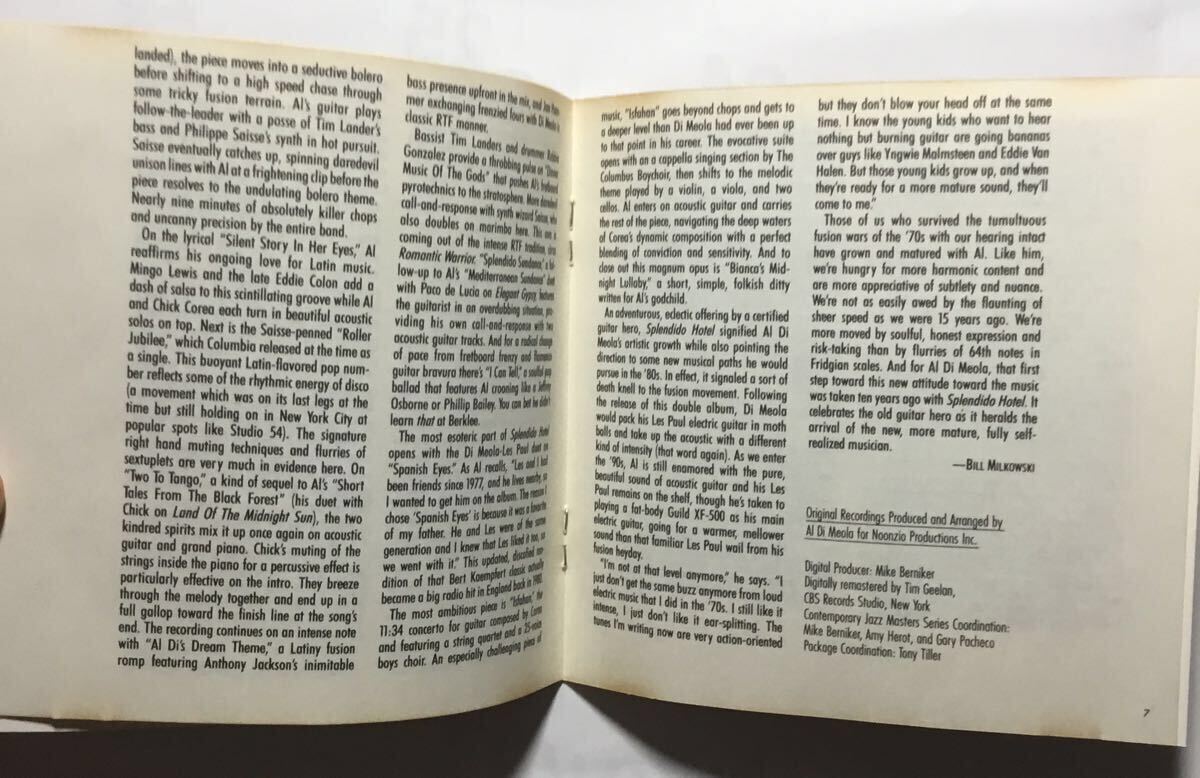 landed), the piece moves into a seductive bolero
before shifting to a high speed chase through
some tricky fusion terrain. Al's guitar plays
follow-the-leader with a posse of Tim Lander's
bass and Philippe Saisse's synth in hot pursuit.
Saisse eventually catches up, spinning daredevil
unison lines with Al at a frightening clip before the
piece resolves to the undulating bolero theme.
Nearly nine minutes of absolutely killer chops
and uncanny precision by the entire band.
On the lyrical "Silent Story In Her Eyes," Al
reaffirms his ongoing love for Latin music.
Mingo Lewis and the late Eddie Colon add a
dash of salsa to this scintillating groove while Al
and Chick Corea each turn in beautiful acoustic
solos on top. Next is the Saisse-penned "Roller
Jubilee," which Columbia released at the time as
a single. This buoyant Latin-flavored pop num-
ber reflects some of the rhythmic energy of disco
(a movement which was on its last legs at the
time but still holding on in New York City at
popular spots like Studio 54). The signature
right hand muting techniques and flurries of
sextuplets are very much in evidence here. On
"Two To Tango," a kind of sequel to Al's "Short
Tales From The Black Forest" (his duet with
Chick on Land Of The Midnight Sun), the two
kindred spirits mix it up once again on acoustic
guitar and grand piano. Chick's muting of the
strings inside the piano for a percussive effect is
particularly effective on the intro. They breeze
through the melody together and end up in a
full gallop toward the finish line at the song's
end. The recording continues on an intense note
with "Al Di's Dream Theme," a Latiny fusion
romp featuring Anthony Jackson's inimitable
bass presence upfront in the mix, and Jan Ham-
mer exchanging frenzied fours with Di Meola in
classic RTF manner.
Bassist Tim Landers and drummer Robbie
Gonzalez provide a throbbing pulse on "Dinner
Music Of The Gods" that pushes Al's fretboard
pyrotechnics to the stratosphere. More daredevil
call-and-response with synth wizard Saisse, who
also doubles on marimba here. This one is
coming out of the intense RTF tradition, circa
Romantic Warrior. "Splendido Sundance," a fol-
low-up to Al's "Mediterranean Sundance" duet
with Paco de Lucia on Elegant Gypsy, features
the guitarist in an overdubbing situation, pro-
viding his own call-and-response with two
acoustic guitar tracks. And for a radical change
of pace from fretboard frenzy and flamenco
guitar bravura there's "I Can Tell," a soulful pop
ballad that features Al crooning like a Jeffrey
Osborne or Phillip Bailey. You can bet he didn't
learn that at Berklee.
The most esoteric part of Splendido Hotel
opens with the Di Meola-Les Paul duet on
"Spanish Eyes." As Al recalls, "Les and I had
been friends since 1977, and he lives nearby, so
I wanted to get him on the album. The reason I
chose 'Spanish Eyes' is because it was a favorite
of my father. He and Les were of the same
generation and I knew that Les liked it too, so
we went with it." This updated, discofied ren-
dition of that Bert Kaempfert classic actually
became a big radio hit in England back in 1980.
The most ambitious piece is "Isfahan," the
11:34 concerto for guitar composed by Corea
and featuring a string quartet and a 25-voice
boys choir. An especially challenging piece of
music, "Isfahan" goes beyond chops and gets to
a deeper level than Di Meola had ever been up
to that point in his career. The evocative suite
opens with an a cappella singing section by The
Columbus Boychoir, then shifts to the melodic
theme played by a violin, a viola, and two
cellos. Al enters on acoustic guitar and carries
the rest of the piece, navigating the deep waters
of Corea's dynamic composition with a perfect
blending of conviction and sensitivity. And to
close out this magnum opus is "Bianca's Mid-
night Lullaby," a short, simple, folkish ditty
written for Al's godchild.
An adventurous, eclectic offering by a certified
guitar hero, Splendido Hotel signified Al Di
Meola's artistic growth while also pointing the
direction to some new musical paths he would
pursue in the '80s. In effect, it signaled a sort of
death knell to the fusion movement. Following
the release of this double album, Di Meola
would pack his Les Paul electric guitar in moth
balls and take up the acoustic with a different
kind of intensity (that word again). As we enter
the '90s, Al is still enamored with the pure,
beautiful sound of acoustic guitar and his Les
Paul remains on the shelf, though he's taken to
playing a fat-body Guild XF-500 as his main
electric guitar, going for a warmer, mellower
sound than that familiar Les Paul wail from his
fusion heyday.
"I'm not at that level anymore," he says. "I
just don't get the same buzz anymore from loud
electric music that I did in the '70s. I still like it
intense, I just don't like it ear-splitting. The
tunes I'm writing now are very action-oriented
but they don't blow your head off at the same
time. I know the young kids who want to hear
nothing but burning guitar are going bananas
over guys like Yngwie Malmsteen and Eddie Van
Halen. But those young kids grow up, and when
they're ready for a more mature sound, they'll
come to me."
Those of us who survived the tumultuous
fusion wars of the '70s with our hearing intact
have grown and matured with Al. Like him,
we're hungry for more harmonic content and
are more appreciative of subtlety and nuance.
We're not as easily awed by the flaunting of
sheer speed as we were 15 years ago. We're
more moved by soulful, honest expression and
risk-taking than by flurries of 64th notes in
Fridgian scales. And for Al Di Meola, that first
step toward this new attitude toward the music
was taken ten years ago with Splendido Hotel. It
celebrates the old guitar hero as it heralds the
arrival of the new, more mature, fully self-
realized musician.
—BILL MILKOWSKI
Original Recordings Produced and Arranged by
Al Di Meola for Noonzio Productions Inc.
Digital Producer: Mike Berniker
Digitally remastered by Tim Geelan,
CBS Records Studio, New York
Contemporary Jazz Masters Series Coordination:
Mike Berniker, Amy Herot, and Gary Pacheco
Package Coordination: Tony Tiller
7